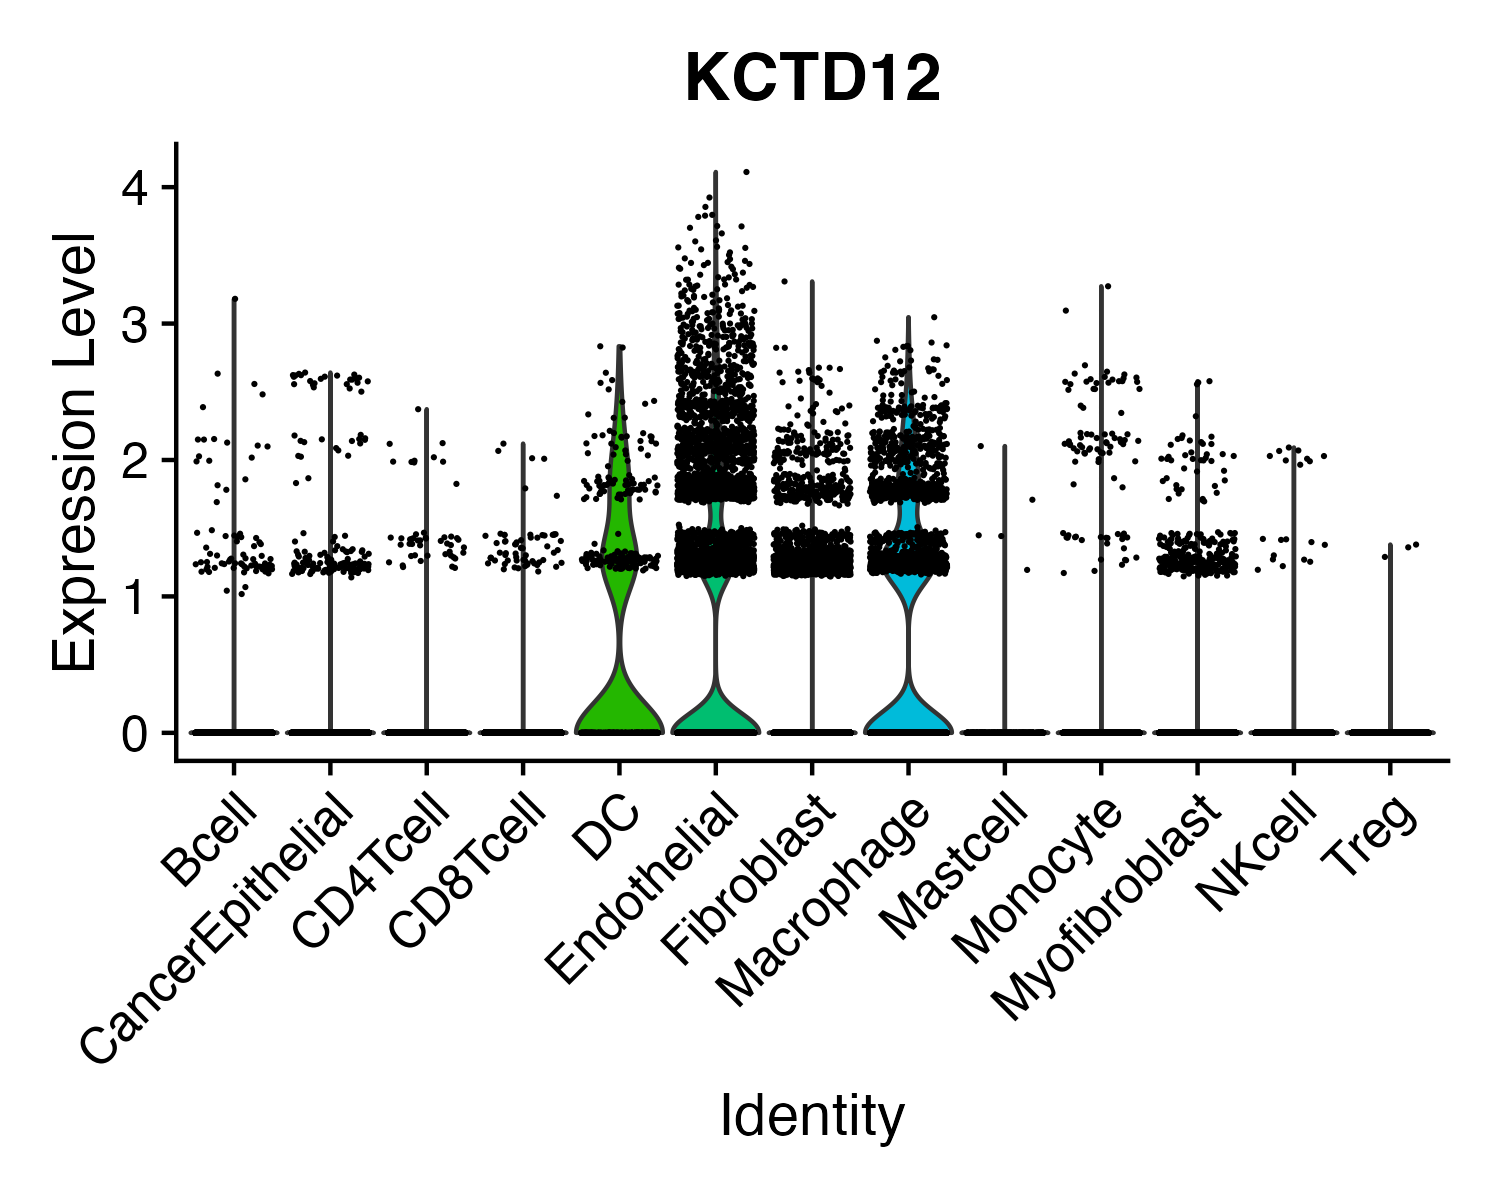 KCTD12
Expression Level
4
3
2
1
0
Bcell
CancerEpithelial
CD4Tcell
CD8Tcell
DC
Endothelial
Fibroblast
Macrophage
Mastcell
Monocyte
Myofibroblast
NKcell
Treg
Identity